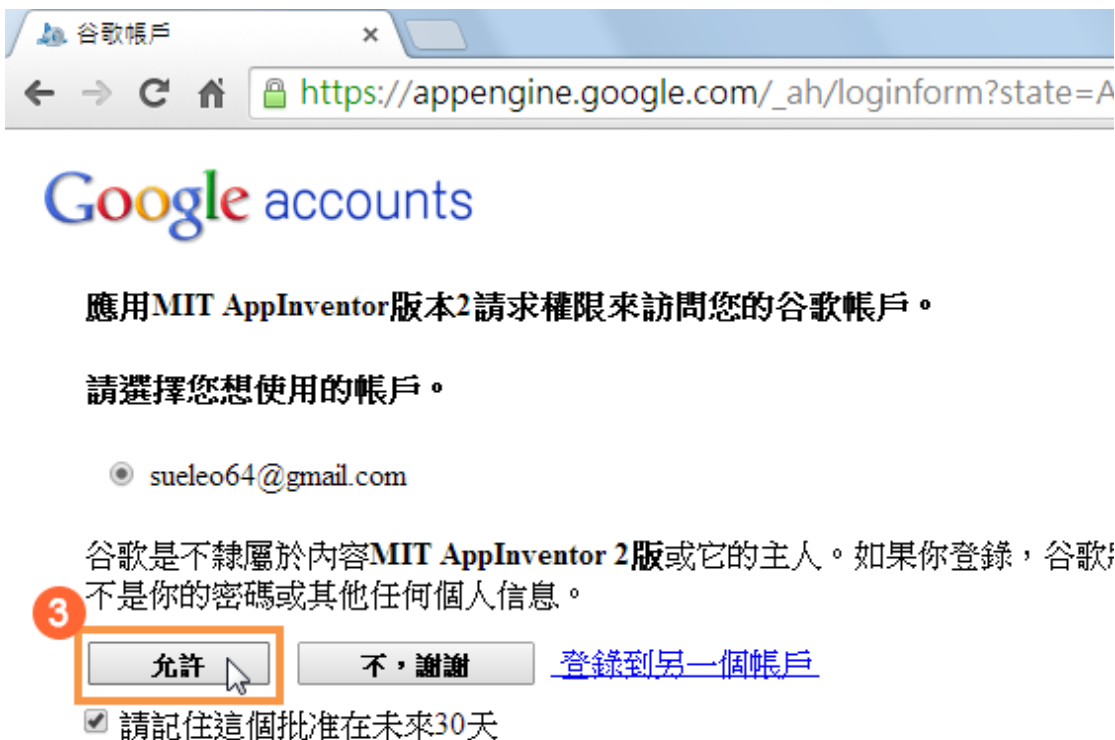 谷歌帳戶
https://appengine.google.com/_ah/loginform?state=A
Google accounts
應用MIT AppInventor版本2請求權限來訪問您的谷歌帳戶。
請選擇您想使用的帳戶。
sueleo64@gmail.com
谷歌是不隸屬於內容MIT AppInventor 2版或它的主人。如果你登錄，谷歌
不是你的密碼或其他任何個人信息。
3
允許 不，謝謝 登錄到另一個帳戶
請記住這個批准在未來30天